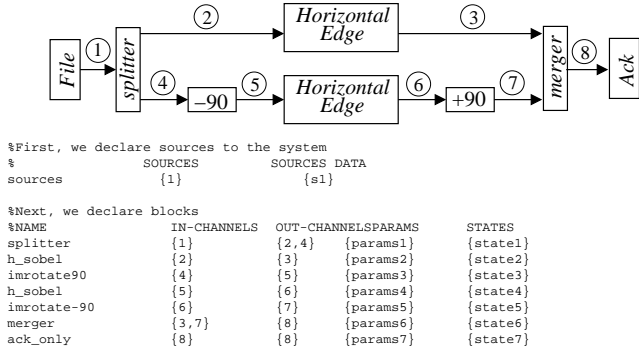 2
Horizontal
Edge
3
File
1
splitter
merger
8
Ack
4
−90
5
Horizontal
Edge
6
+90
7
%First, we declare sources to the system
% SOURCES SOURCES DATA
sources {1} {s1}
%Next, we declare blocks
%NAME IN-CHANNELS OUT-CHANNELSPARAMS STATES
splitter {1} {2,4} {params1} {state1}
h_sobel {2} {3} {params2} {state2}
imrotate90 {4} {5} {params3} {state3}
h_sobel {5} {6} {params4} {state4}
imrotate-90 {6} {7} {params5} {state5}
merger {3,7} {8} {params6} {state6}
ack_only {8} {8} {params7} {state7}